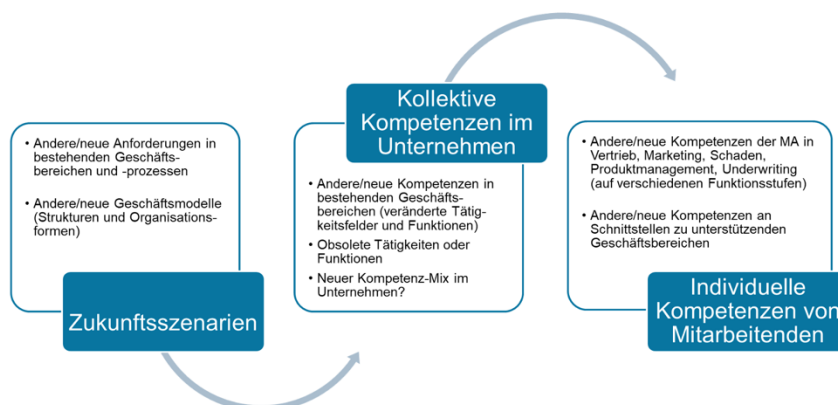 • Andere/neue Anforderungen in
bestehenden Geschäfts-
bereichen und -prozessen
• Andere/neue Geschäftsmodelle
(Strukturen und Organisations-
formen)
Zukunftsszenarien
Kollektive
Kompetenzen im
Unternehmen
• Andere/neue Kompetenzen in
bestehenden Geschäfts-
bereichen (veränderte Tätig-
keitsfelder und Funktionen)
• Obsolete Tätigkeiten oder
Funktionen
• Neuer Kompetenz-Mix im
Unternehmen?
• Andere/neue Kompetenzen der MA in
Vertrieb, Marketing, Schaden,
Produktmanagement, Underwriting
(auf verschiedenen Funktionsstufen)
• Andere/neue Kompetenzen an
Schnittstellen zu unterstützenden
Geschäftsbereichen
Individuelle
Kompetenzen von
Mitarbeitenden